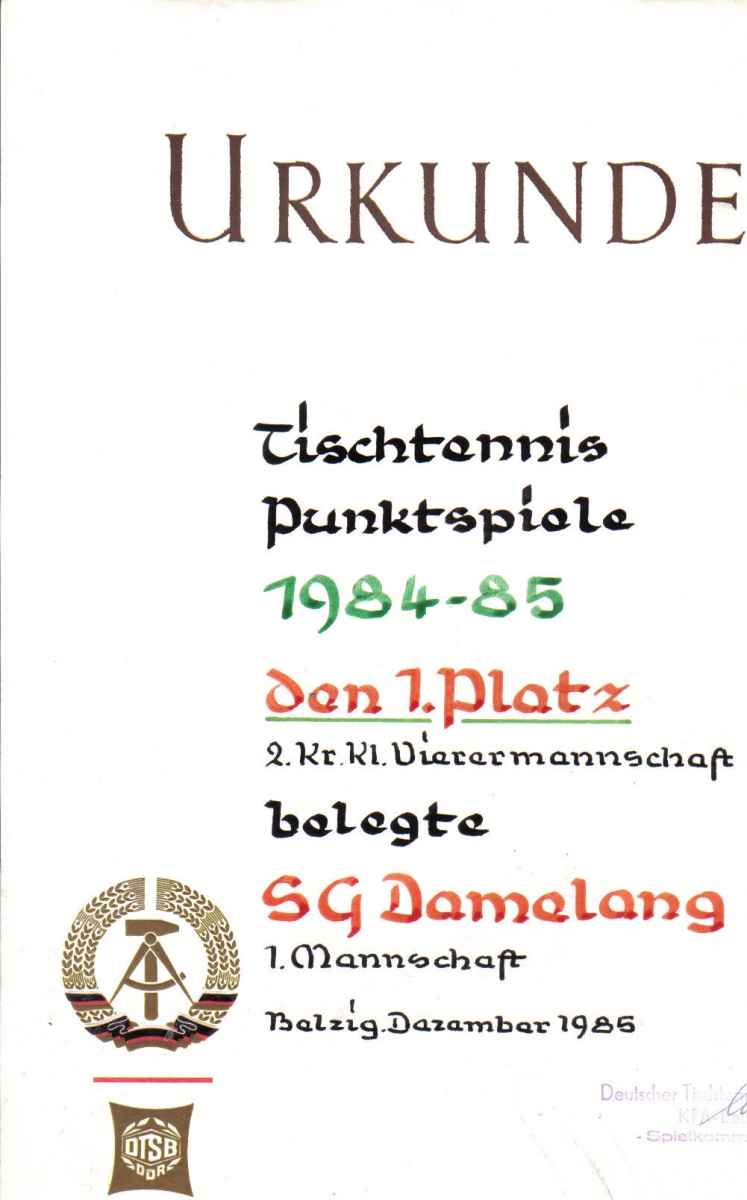 URKUNDE
Tischtennis
Punktspiele
1984-85
den 1. Platz
2. Kr. Kl. Vierermannschaft
belegte
SG Damelang
1. Mannschaft
Belzig, Dezember 1985
Deutscher
KFA
- Spielkomm
DTSB
DDR